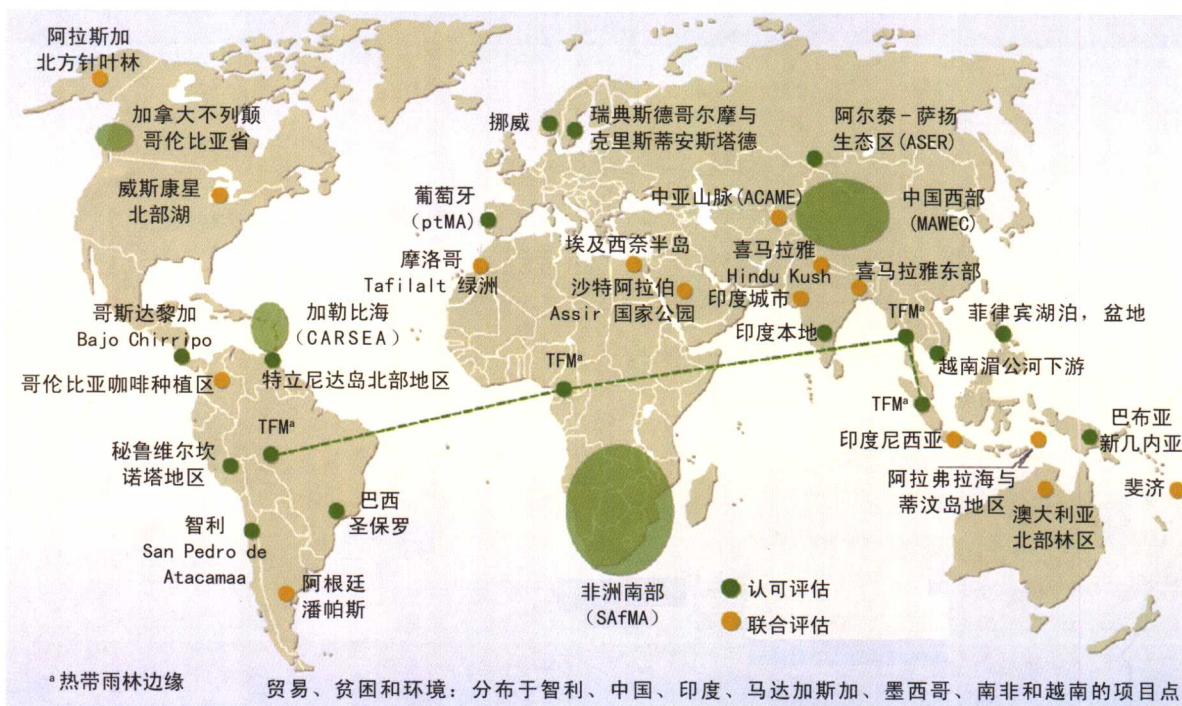 阿拉斯加
北方针叶林
加拿大不列颠
哥伦比亚省
威斯康星
北部湖
挪威
瑞典斯德哥尔摩与
克里斯蒂安斯塔德
阿尔泰-萨扬
生态区(ASER)
葡萄牙
(ptMA)
中亚山脉(ACAME)
中国西部
(MAWEC)
摩洛哥
Tafilalt 绿洲
埃及西奈半岛
沙特阿拉伯
Assir 国家公园
喜马拉雅
Hindu Kush
喜马拉雅东部
印度城市
印度本地
哥斯达黎加
Bajo Chirripo
加勒比海
(CARSEA)
TFMᵃ
TFMᵃ
菲律宾湖泊，盆地
越南湄公河下游
哥伦比亚咖啡种植区
特立尼达岛北部地区
TFMᵃ
TFMᵃ
秘鲁维尔坎
诺塔地区
印度尼西亚
巴布亚
新几内亚
阿拉弗拉海与
蒂汶岛地区
斐济
澳大利亚
北部林区
巴西
圣保罗
智利
San Pedro de
Atacamaa
阿根廷
潘帕斯
非洲南部
(SAfMA)
认可评估
联合评估
ᵃ热带雨林边缘
贸易、贫困和环境：分布于智利、中国、印度、马达加斯加、墨西哥、南非和越南的项目点